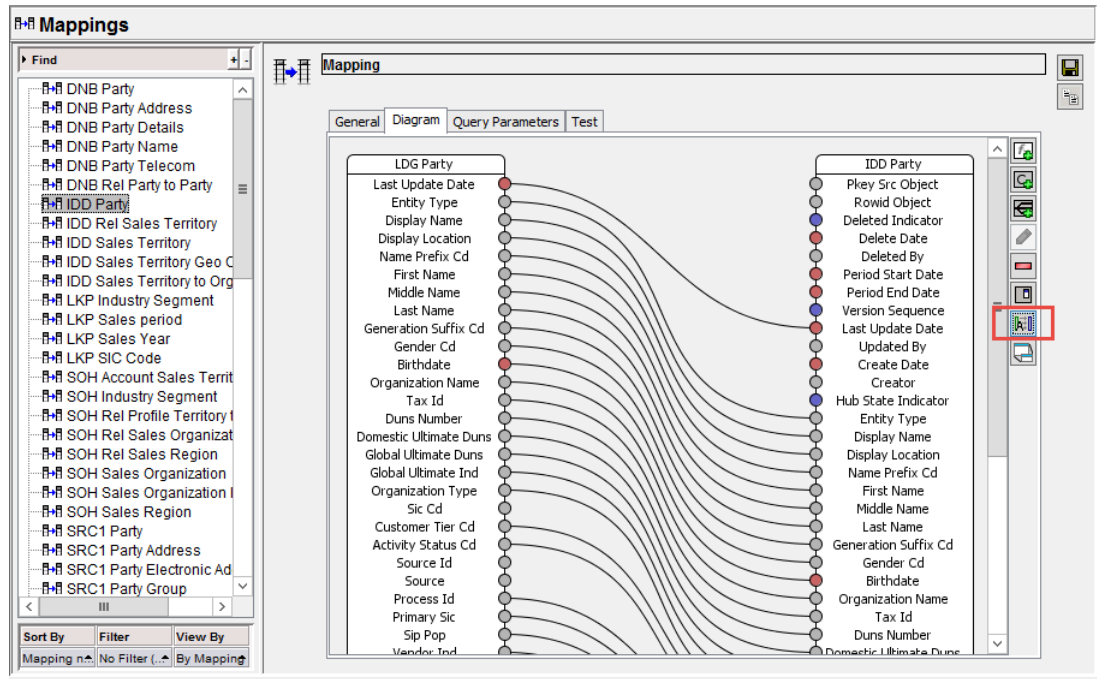 Mappings
Find
+ -
DNB Party
DNB Party Address
DNB Party Details
DNB Party Name
DNB Party Telecom
DNB Rel Party to Party
IDD Party
IDD Rel Sales Territory
IDD Sales Territory
IDD Sales Territory Geo C
IDD Sales Territory to Org
LKP Industry Segment
LKP Sales period
LKP Sales Year
LKP SIC Code
SOH Account Sales Territ
SOH Industry Segment
SOH Rel Profile Territory t
SOH Rel Sales Organizat
SOH Rel Sales Region
SOH Sales Organization
SOH Sales Organization I
SOH Sales Region
SRC1 Party
SRC1 Party Address
SRC1 Party Electronic Ad
SRC1 Party Group
Sort By Filter View By
Mapping n... No Filter (... By Mapping
Mapping
General Diagram Query Parameters Test
LDG Party
Last Update Date
Entity Type
Display Name
Display Location
Name Prefix Cd
First Name
Middle Name
Last Name
Generation Suffix Cd
Gender Cd
Birthdate
Organization Name
Tax Id
Duns Number
Domestic Ultimate Duns
Global Ultimate Duns
Global Ultimate Ind
Organization Type
Sic Cd
Customer Tier Cd
Activity Status Cd
Source Id
Source
Process Id
Primary Sic
Sip Pop
Vendor Ind
IDD Party
Pkey Src Object
Rowid Object
Deleted Indicator
Delete Date
Deleted By
Period Start Date
Period End Date
Version Sequence
Last Update Date
Updated By
Create Date
Creator
Hub State Indicator
Entity Type
Display Name
Display Location
Name Prefix Cd
First Name
Middle Name
Last Name
Generation Suffix Cd
Gender Cd
Birthdate
Organization Name
Tax Id
Duns Number
Domestic Ultimate Duns